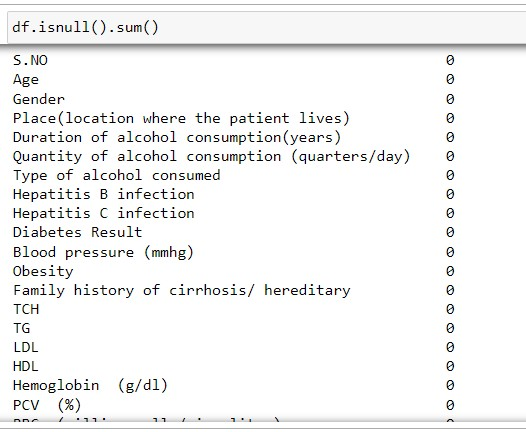 df.isnull().sum()
S.NO 0
Age 0
Gender 0
Place(location where the patient lives) 0
Duration of alcohol consumption(years) 0
Quantity of alcohol consumption (quarters/day) 0
Type of alcohol consumed 0
Hepatitis B infection 0
Hepatitis C infection 0
Diabetes Result 0
Blood pressure (mmhg) 0
Obesity 0
Family history of cirrhosis/ hereditary 0
TCH 0
TG 0
LDL 0
HDL 0
Hemoglobin  (g/dl) 0
PCV  (%) 0